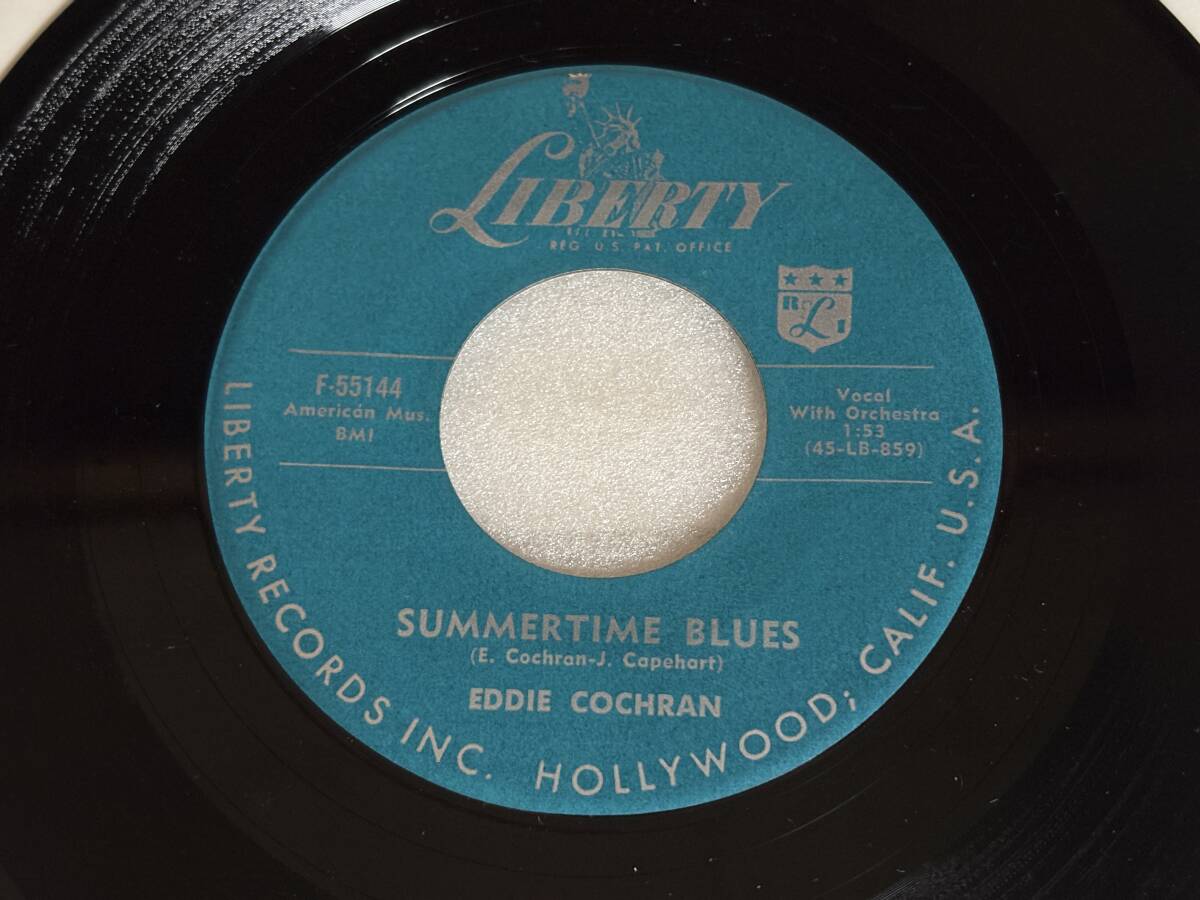 LIBERTY
REG. U.S. PAT. OFFICE
R L I
F-55144
American Mus.
BMI
Vocal
With Orchestra
1:53
(45-LB-859)
SUMMERTIME BLUES
(E. Cochran-J. Capehart)
EDDIE COCHRAN
LIBERTY RECORDS INC. HOLLYWOOD; CALIF. U.S.A.